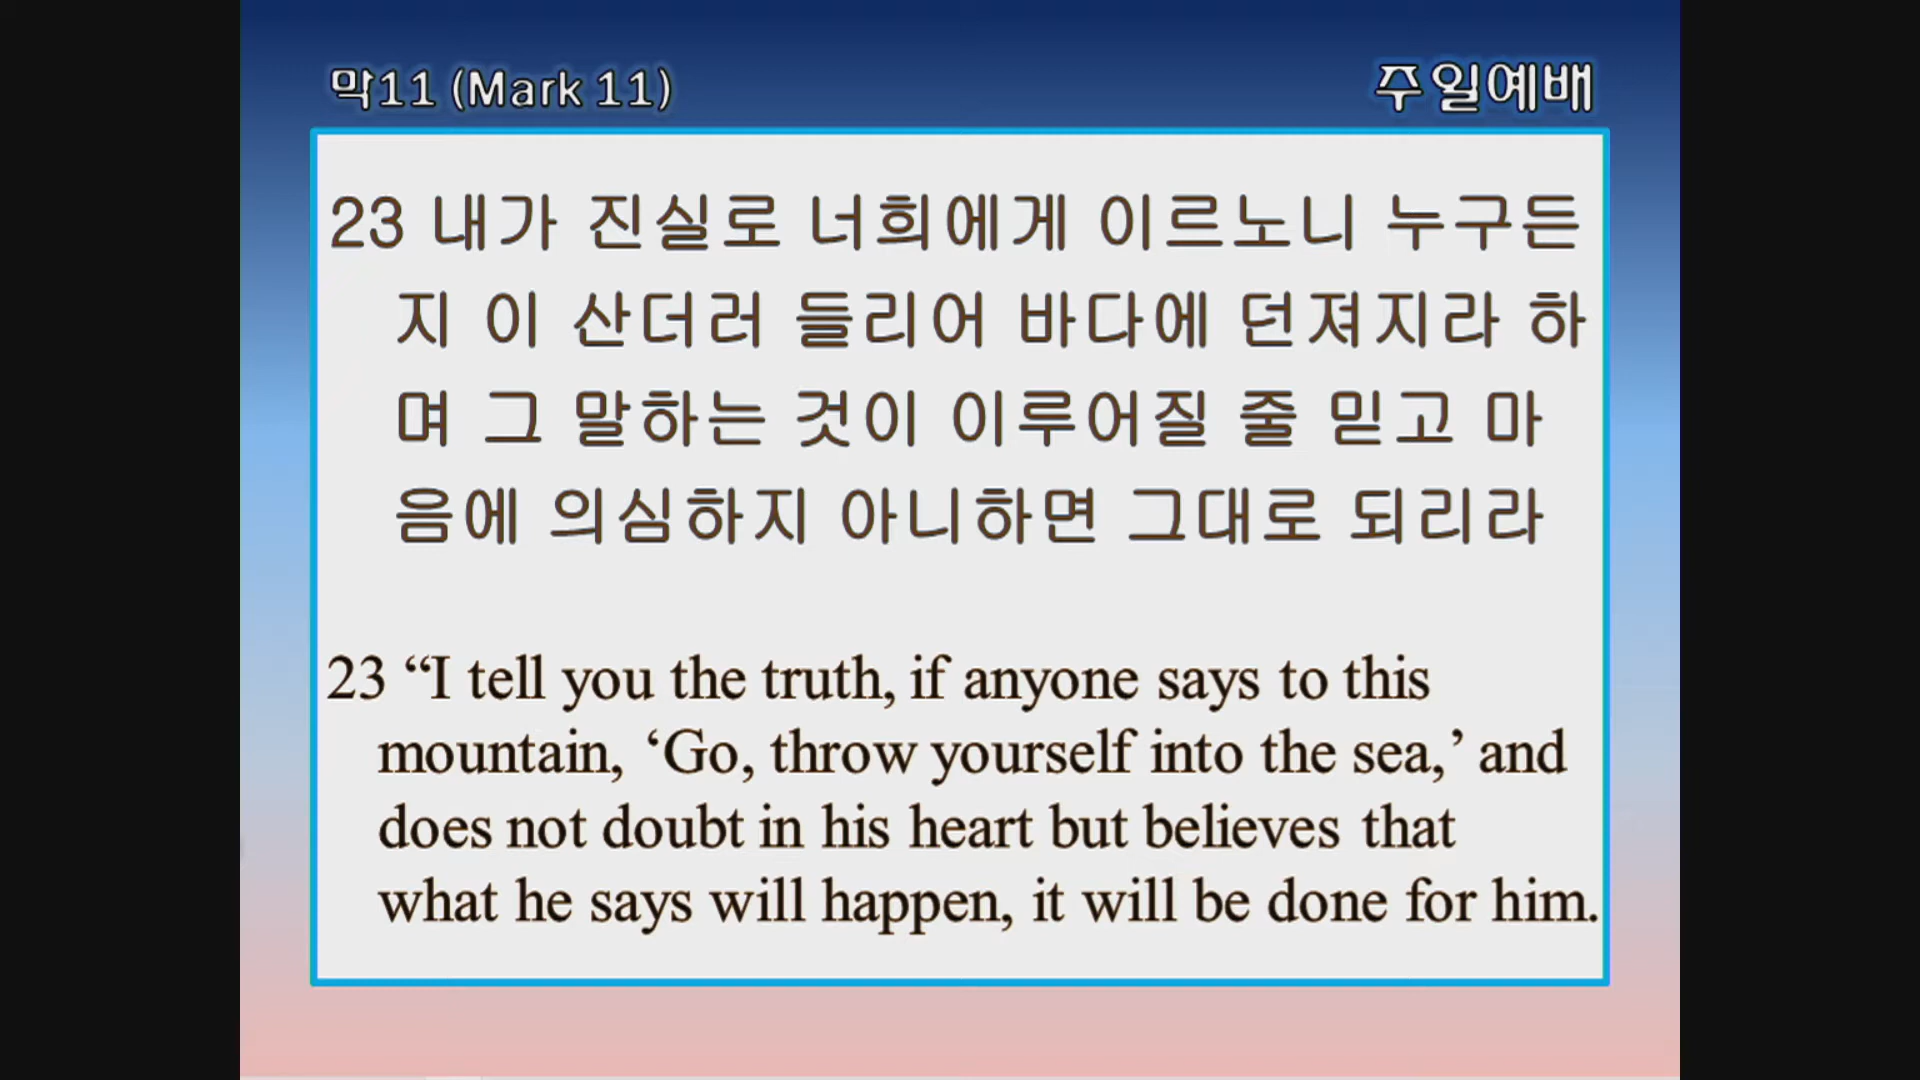 막11 (Mark 11)
주일예배
23 내가 진실로 너희에게 이르노니 누구든
지 이 산더러 들리어 바다에 던져지라 하
며 그 말하는 것이 이루어질 줄 믿고 마
음에 의심하지 아니하면 그대로 되리라
23 “I tell you the truth, if anyone says to this
mountain, ‘Go, throw yourself into the sea,’ and
does not doubt in his heart but believes that
what he says will happen, it will be done for him.